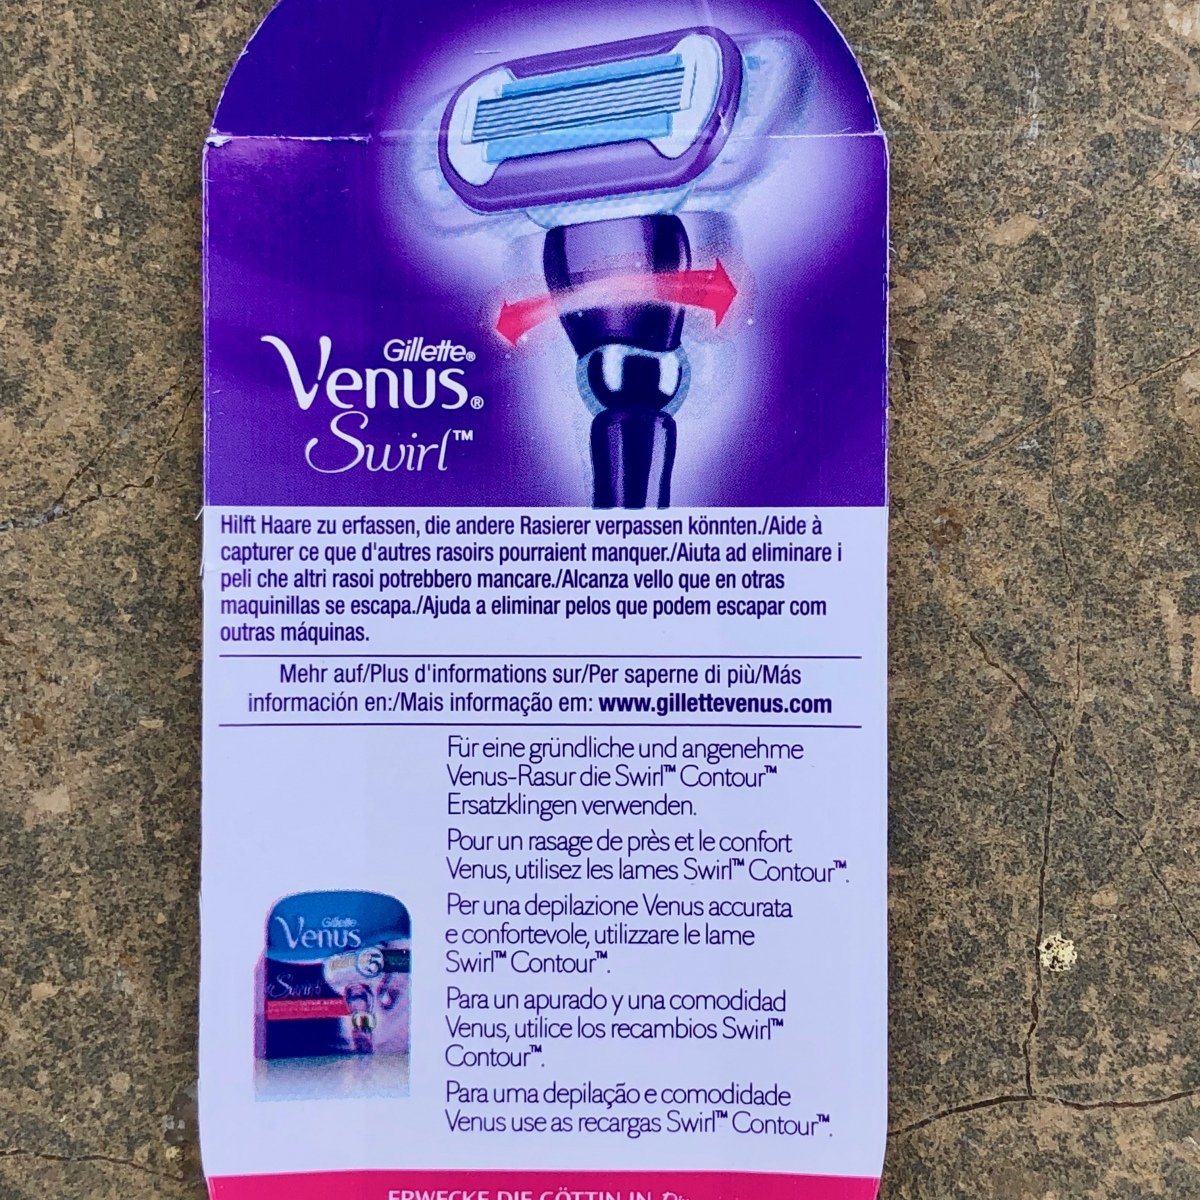 Gillette®
Venus®
Swirl™
Hilft Haare zu erfassen, die andere Rasierer verpassen könnten./Aide à
capturer ce que d'autres rasoirs pourraient manquer./Aiuta ad eliminare i
peli che altri rasoi potrebbero mancare./Alcanza vello que en otras
maquinillas se escapa./Ajuda a eliminar pelos que podem escapar com
outras máquinas.
Mehr auf/Plus d'informations sur/Per saperne di più/Más
información en:/Mais informação em: www.gillettevenus.com
Für eine gründliche und angenehme
Venus-Rasur die Swirl™ Contour™
Ersatzklingen verwenden.
Pour un rasage de près et le confort
Venus, utilisez les lames Swirl™ Contour™.
Per una depilazione Venus accurata
e confortevole, utilizzare le lame
Swirl™ Contour™.
Para un apurado y una comodidad
Venus, utilice los recambios Swirl™
Contour™.
Para uma depilação e comodidade
Venus use as recargas Swirl™ Contour™.
Gillette
Venus
Swirl
5
ERWECKE DIE GÖTTIN IN